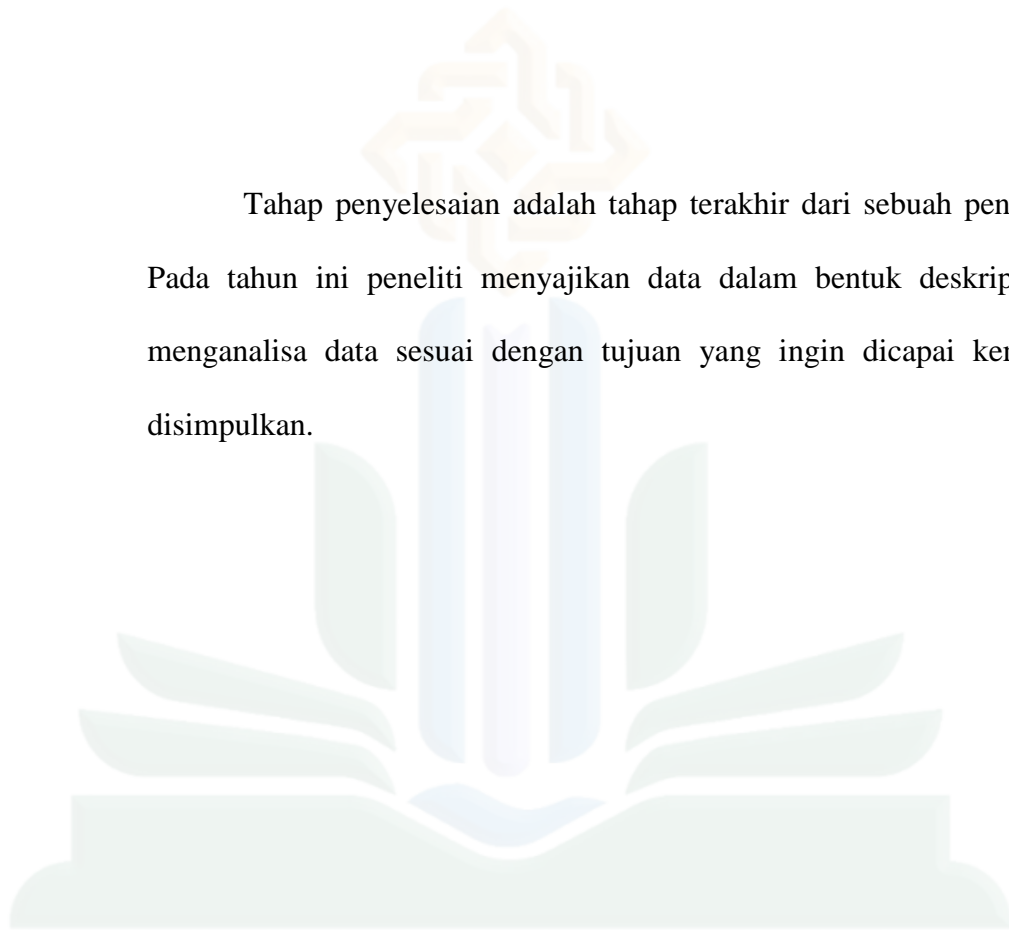 Tahap penyelesaian adalah tahap terakhir dari sebuah pen
Pada tahun ini peneliti menyajikan data dalam bentuk deskrip
menganalisa data sesuai dengan tujuan yang ingin dicapai ke
disimpulkan.